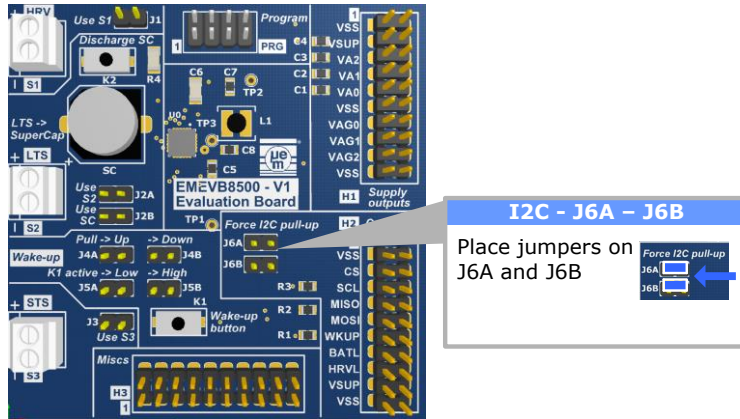 + HRV
Use S1
J1
- S1
Discharge SC
K2
R4
Program
1
PRG
1
VSS
VSUP
VA2
VA1
VA0
VSS
VAG0
VAG1
VAG2
VSS
H1
Supply
outputs
C4
C3
C2
C1
C6
C7
TP2
U0
TP3
L1
C8
C5
LTS ->
SuperCap
+ LTS
+
SC
- S2
Use
S2
J2A
Use
SC
J2B
μe
m
EMEVB8500 - V1
Evaluation Board
TP1
Force I2C pull-up
J6A
J6B
H2
VSS
CS
SCL
MISO
MOSI
WKUP
BATL
HRVL
VSUP
VSS
R3
R2
R1
Wake-up
Pull -> Up
-> Down
J4A
J4B
K1 active -> Low
-> High
J5A
J5B
+ STS
- S3
J3
Use S3
K1
Wake-up
button
Miscs
H3
1
I2C - J6A – J6B
Place jumpers on
J6A and J6B
Force I2C pull-up
J6A
J6B